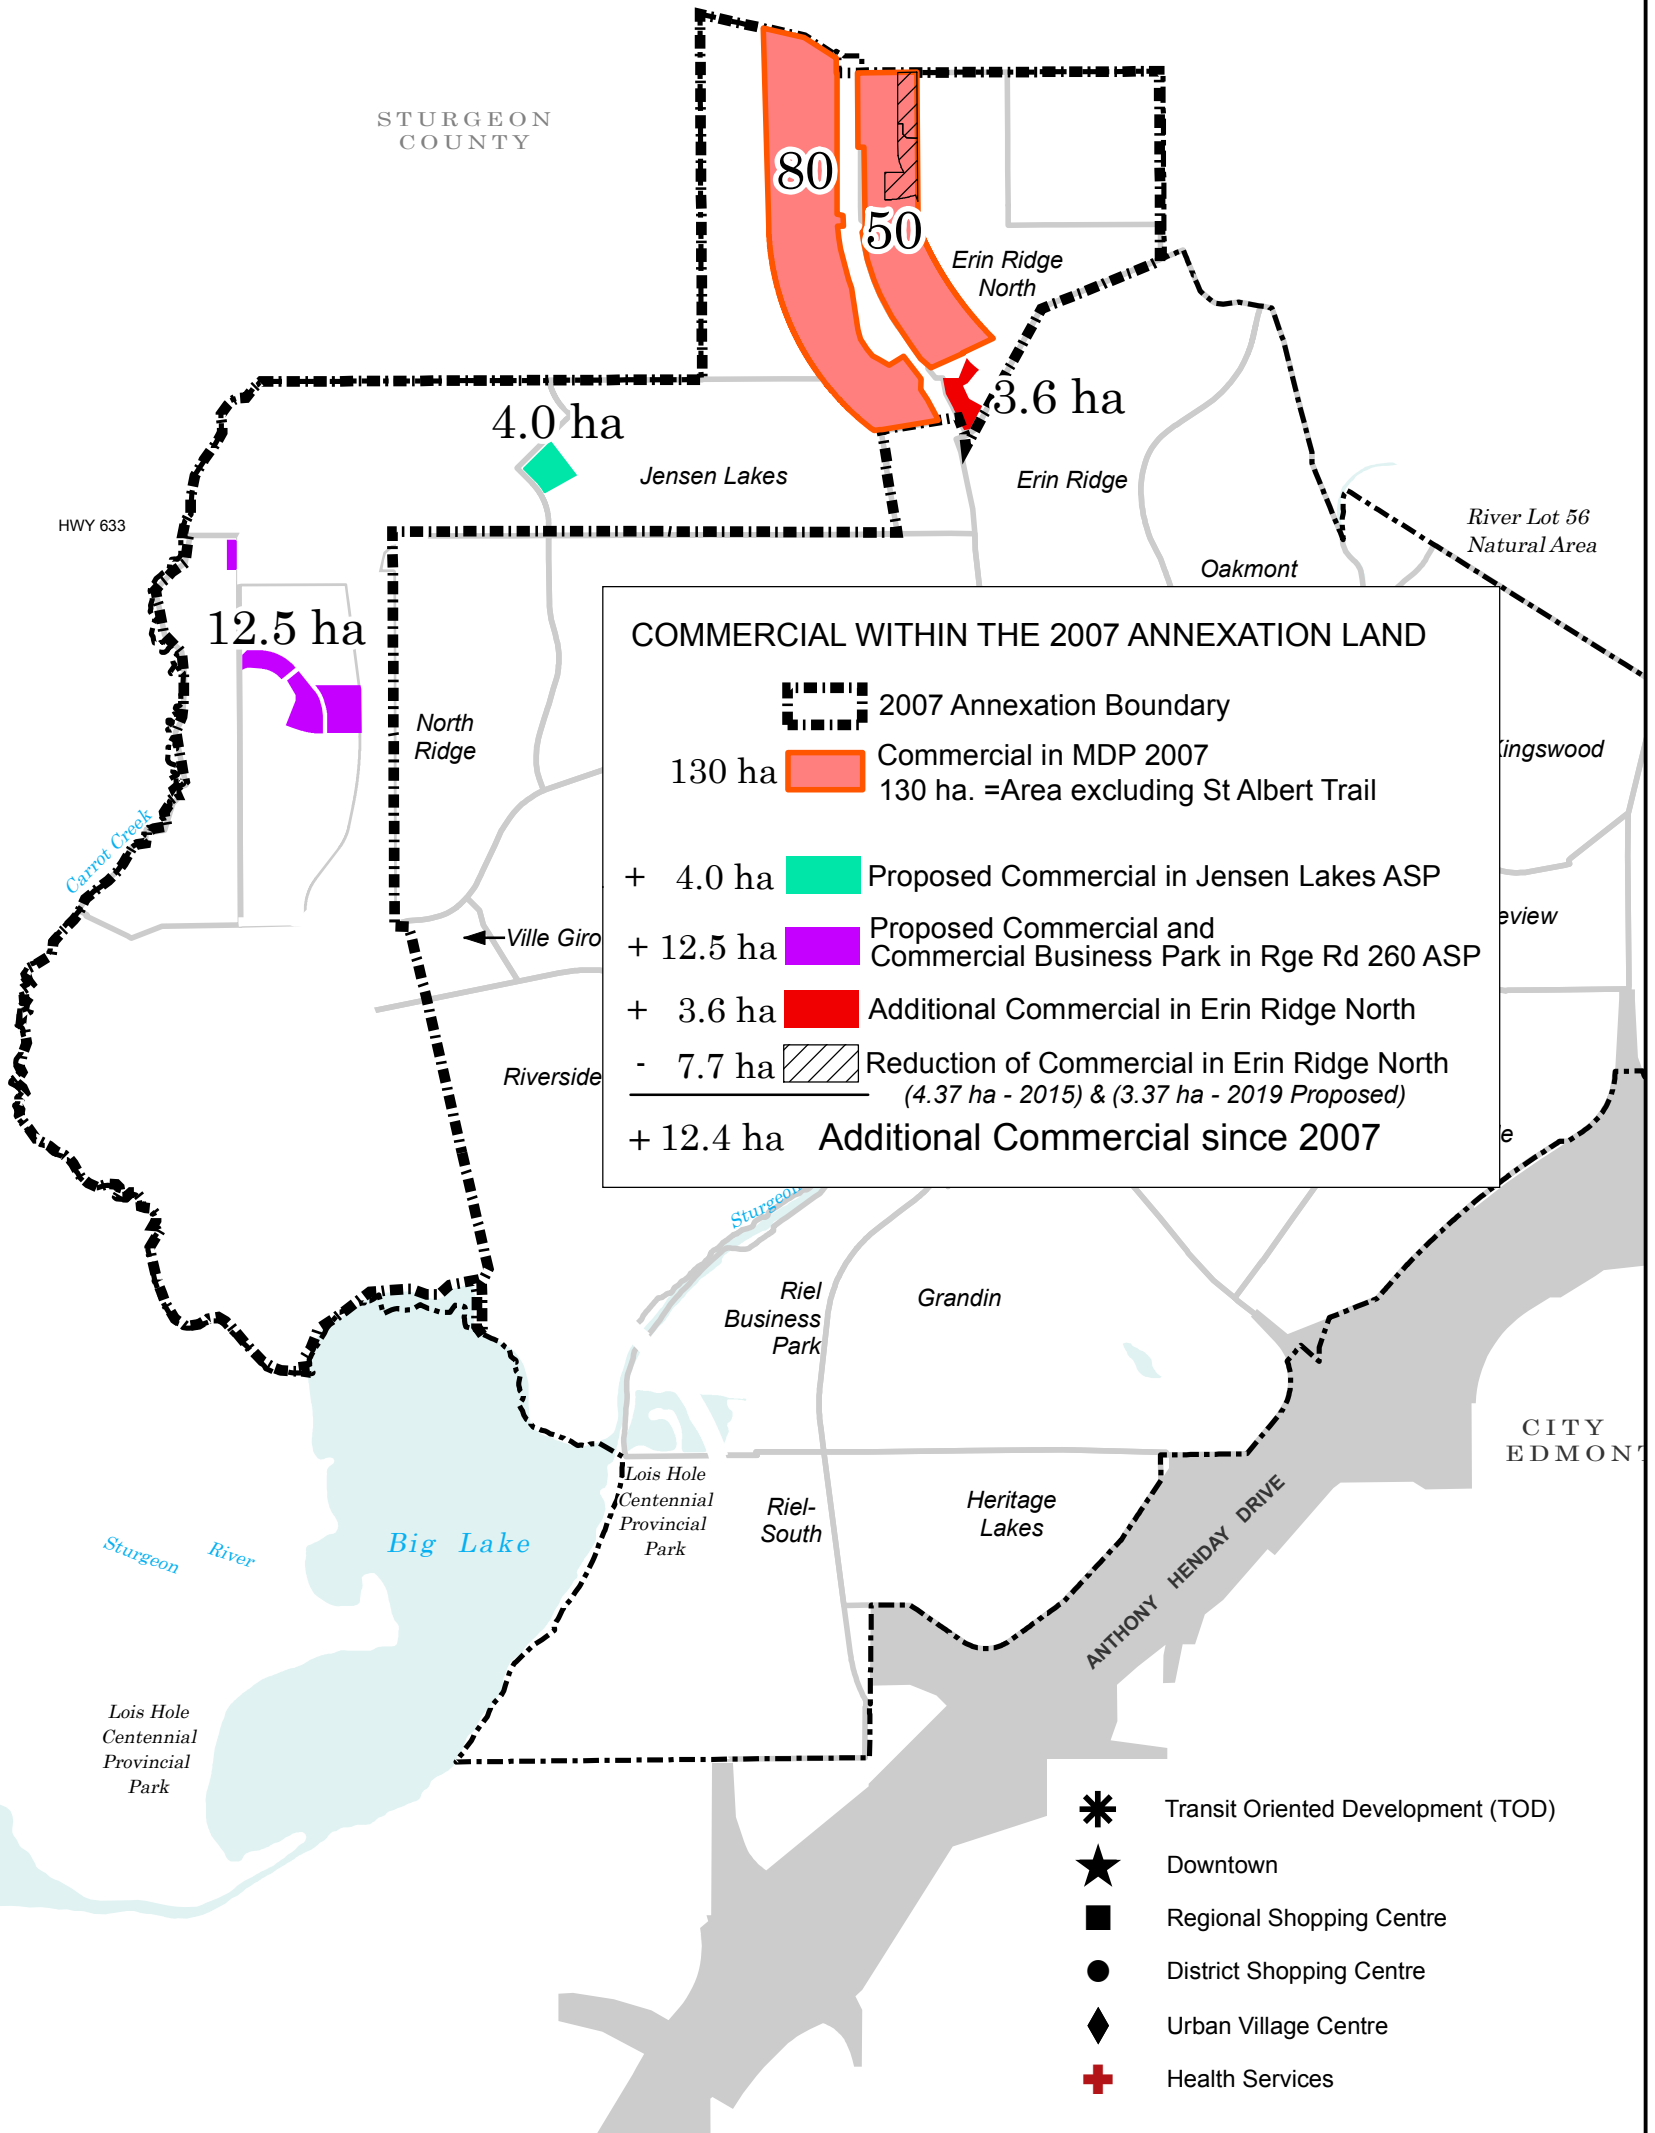 STURGEON
COUNTY
80
50
Erin Ridge
North
3.6 ha
4.0 ha
Jensen Lakes
Erin Ridge
HWY 633
River Lot 56
Natural Area
Oakmont
12.5 ha
North
Ridge
COMMERCIAL WITHIN THE 2007 ANNEXATION LAND
2007 Annexation Boundary
130 ha
Commercial in MDP 2007
130 ha. =Area excluding St Albert Trail
+ 4.0 ha Proposed Commercial in Jensen Lakes ASP
+ 12.5 ha Proposed Commercial and
Commercial Business Park in Rge Rd 260 ASP
+ 3.6 ha Additional Commercial in Erin Ridge North
- 7.7 ha Reduction of Commercial in Erin Ridge North
(4.37 ha - 2015) & (3.37 ha - 2019 Proposed)
+ 12.4 ha Additional Commercial since 2007
Carrot Creek
Ville Giro
Riverside
Sturgeon
Riel
Business
Park
Grandin
CITY
Big Lake
Sturgeon River
Lois Hole
Centennial
Provincial
Park
Riel-
South
Heritage
Lakes
ANTHONY HENDAY DRIVE
Lois Hole
Centennial
Provincial
Park
Transit Oriented Development (TOD)
Downtown
Regional Shopping Centre
District Shopping Centre
Urban Village Centre
Health Services